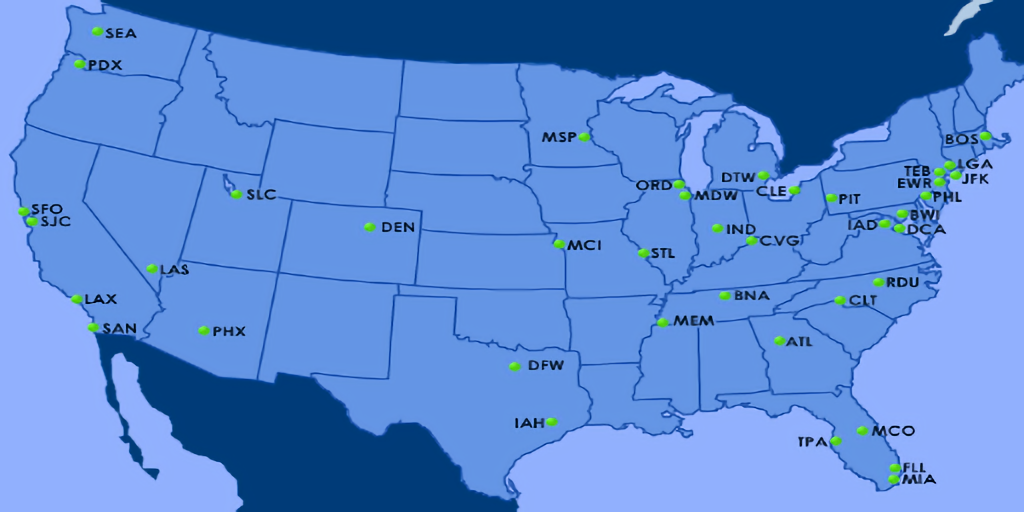 SEA
PDX
MSP
BOS
LGA
TEB
JFK
EWR
DTW
CLE
ORD
MDW
PIT
PHL
SLC
SFO
SJC
BWI
IAD
DCA
DEN
IND
CVG
MCI
STL
LAS
RDU
LAX
BNA
CLT
SAN
PHX
MEM
ATL
DFW
IAH
MCO
TPA
FLL
MIA